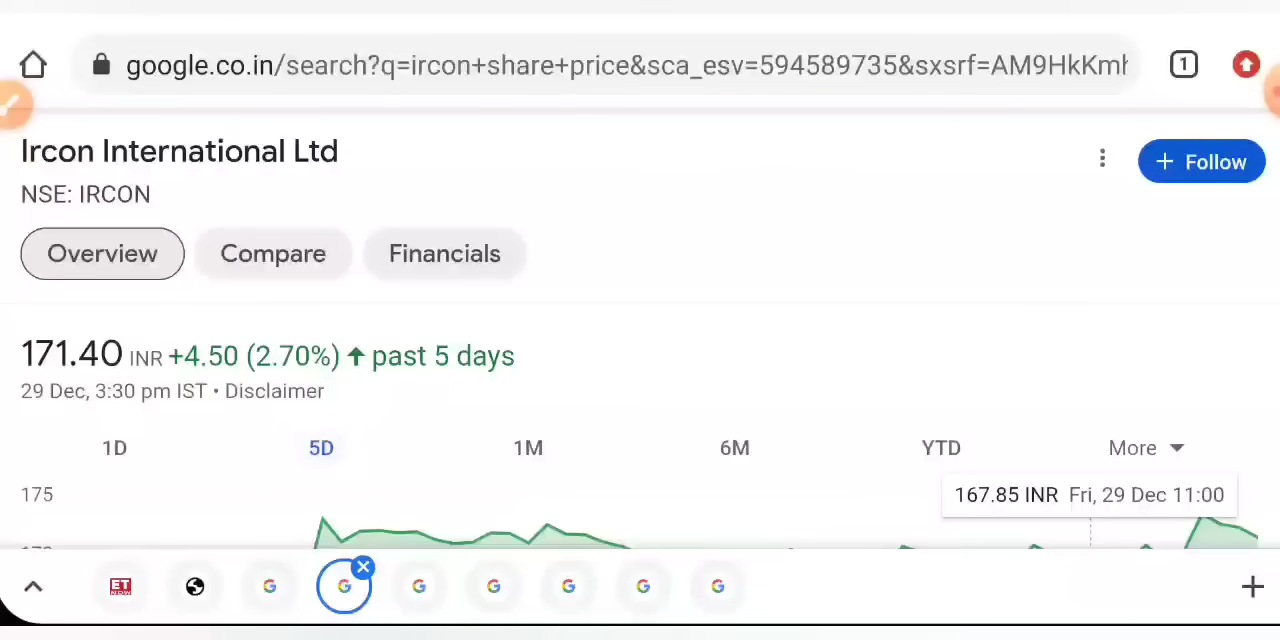 google.co.in/search?q=ircon+share+price&sca_esv=594589735&sxsrf=AM9HkKm
1
Ircon International Ltd
+ Follow
NSE: IRCON
Overview
Compare
Financials
171.40 INR +4.50 (2.70%) ↑ past 5 days
29 Dec, 3:30 pm IST • Disclaimer
1D 5D 1M 6M YTD More
175
167.85 INR Fri, 29 Dec 11:00
ET
NOW